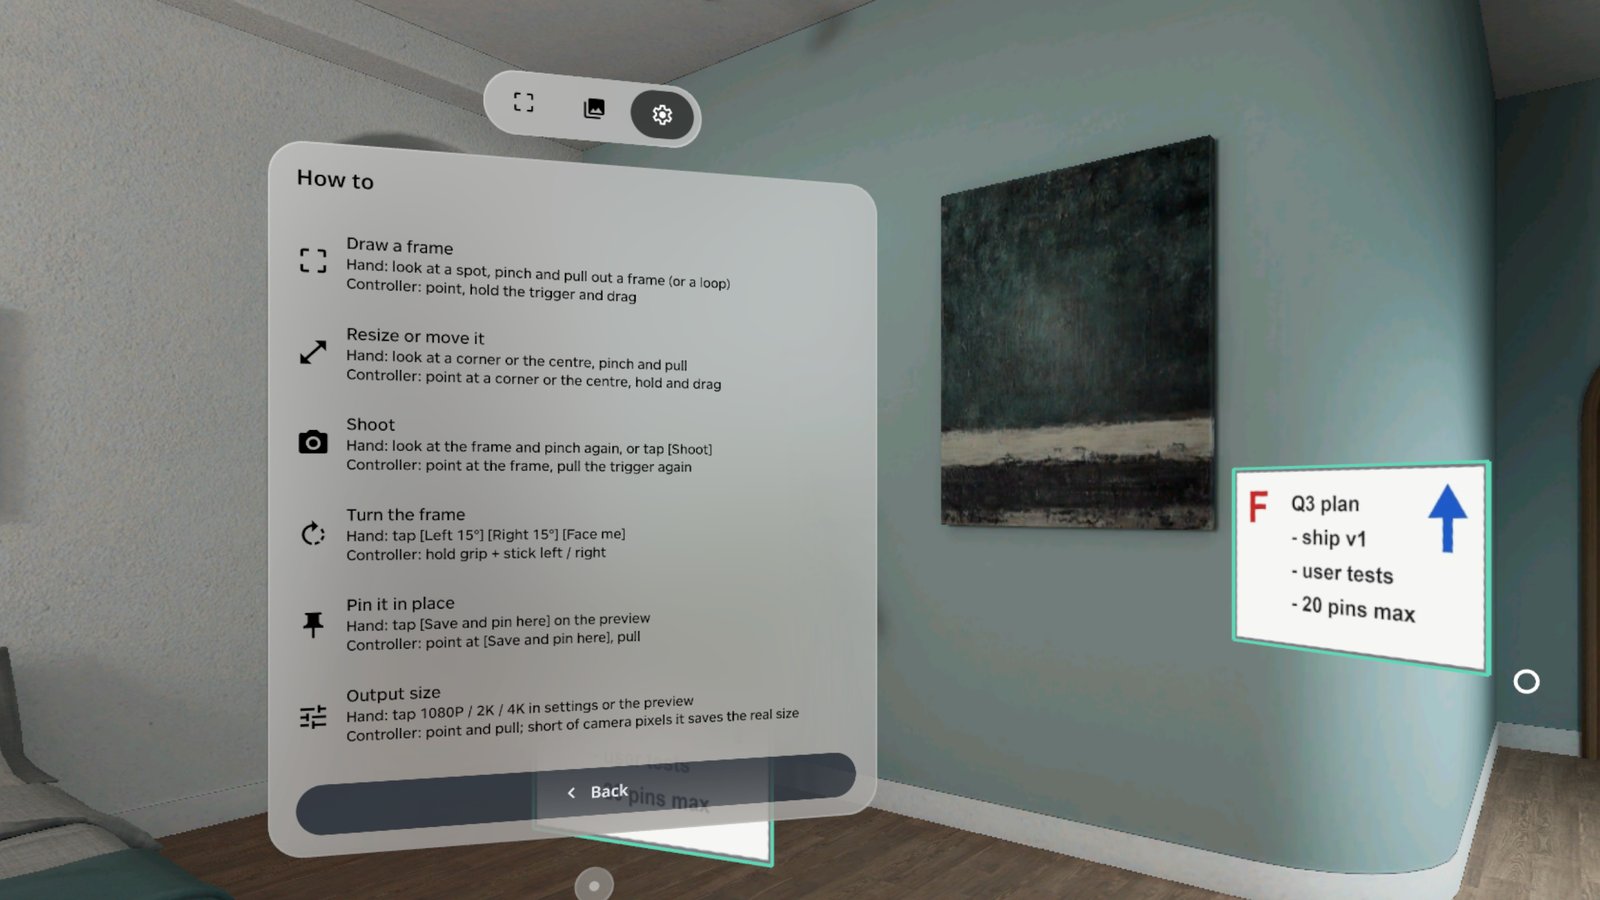 How to
Draw a frame
Hand: look at a spot, pinch and pull out a frame (or a loop)
Controller: point, hold the trigger and drag
Resize or move it
Hand: look at a corner or the centre, pinch and pull
Controller: point at a corner or the centre, hold and drag
Shoot
Hand: look at the frame and pinch again, or tap [Shoot]
Controller: point at the frame, pull the trigger again
Turn the frame
Hand: tap [Left 15°] [Right 15°] [Face me]
Controller: hold grip + stick left / right
Pin it in place
Hand: tap [Save and pin here] on the preview
Controller: point at [Save and pin here], pull
Output size
Hand: tap 1080P / 2K / 4K in settings or the preview
Controller: point and pull; short of camera pixels it saves the real size
user tests
Back
pins max
F Q3 plan
- ship v1
- user tests
- 20 pins max